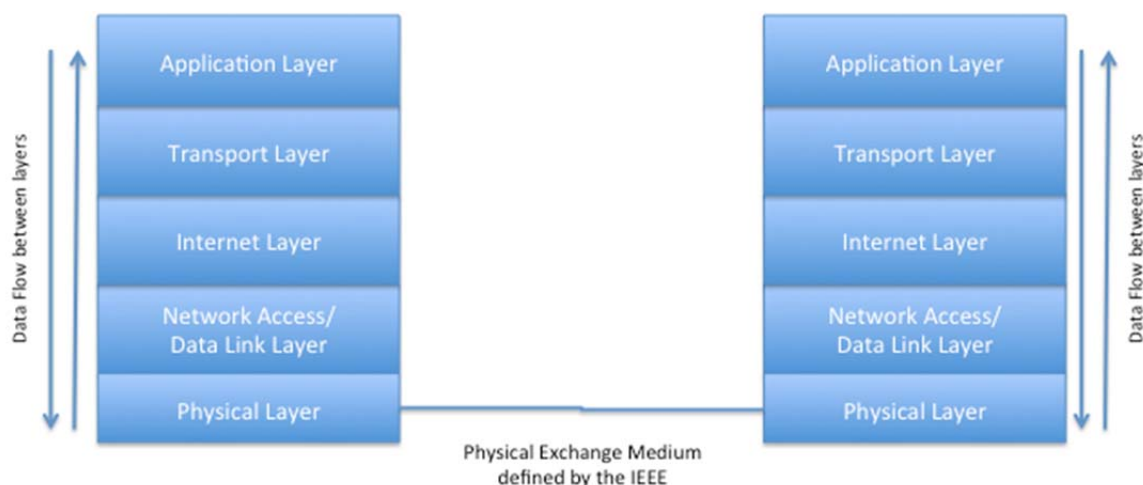 Data Flow between layers
Application Layer
Transport Layer
Internet Layer
Network Access/
Data Link Layer
Physical Layer
Physical Exchange Medium
defined by the IEEE
Application Layer
Transport Layer
Internet Layer
Network Access/
Data Link Layer
Physical Layer
Data Flow between layers